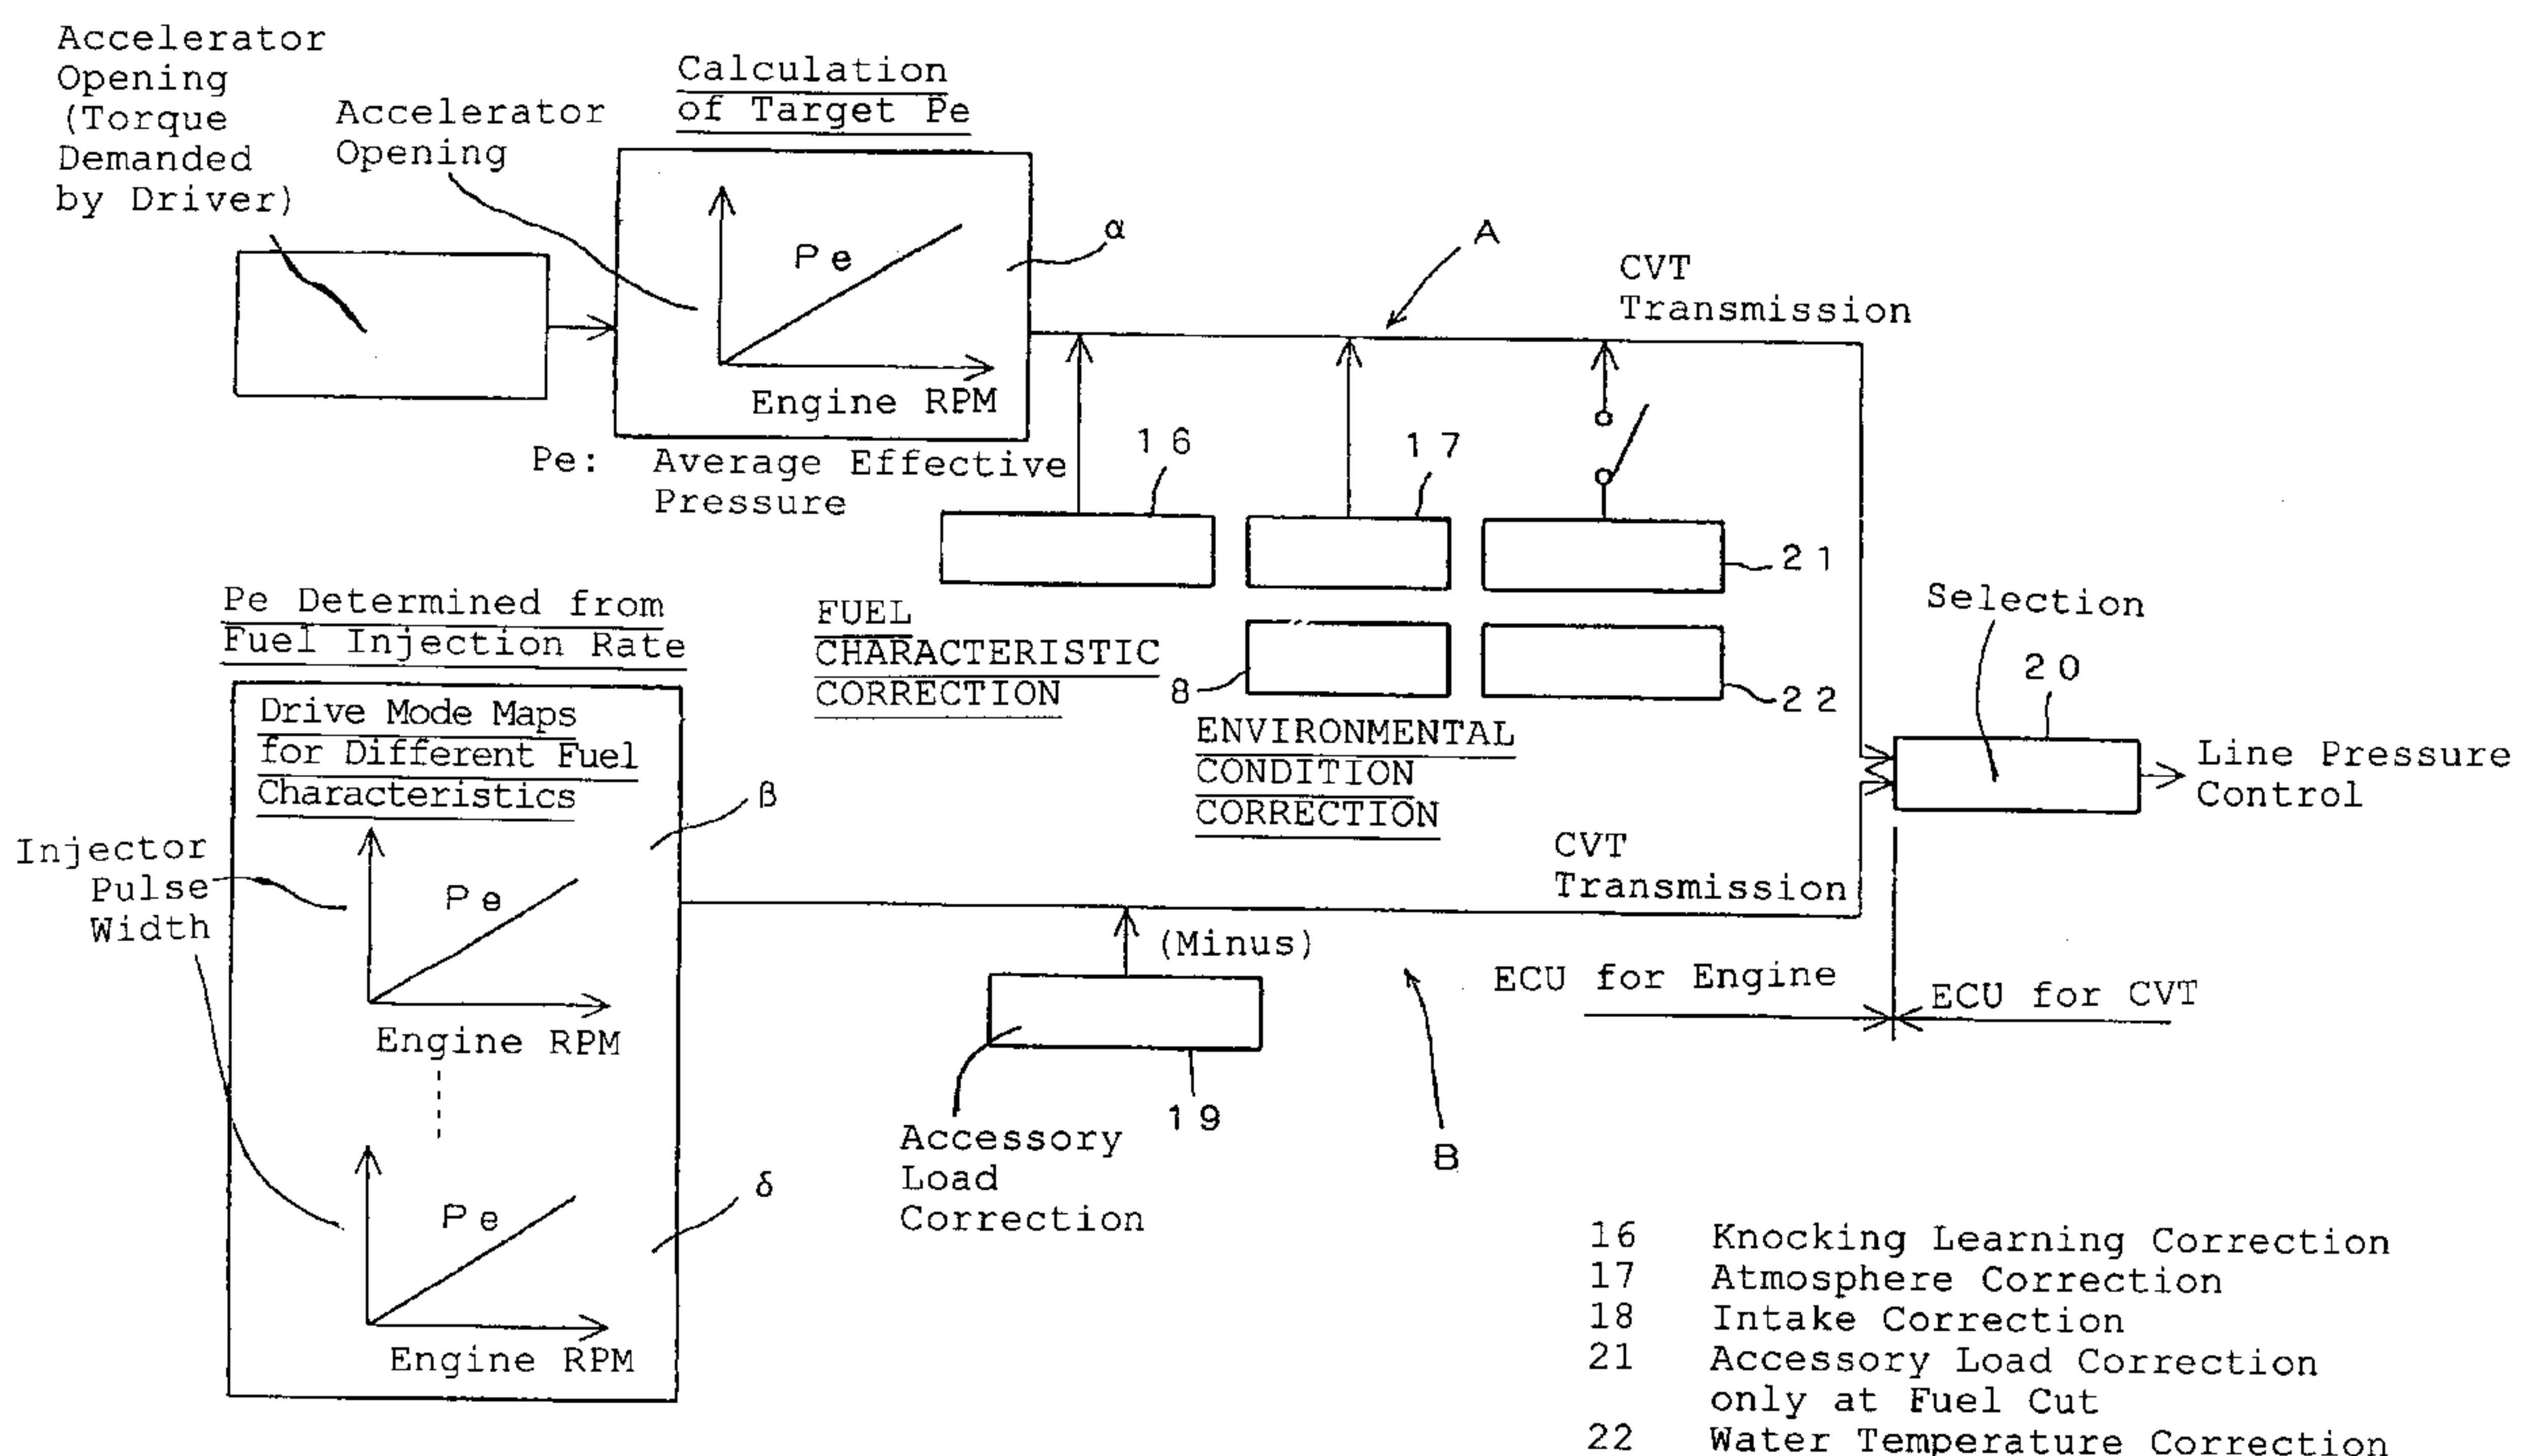 Accelerator
Opening
(Torque
Demanded
by Driver)
Accelerator
Opening
Calculation
of Target Pe
Pe
Engine RPM
α
Pe: Average Effective
Pressure
A
CVT
Transmission
16
17
21
FUEL
CHARACTERISTIC
CORRECTION
8
22
ENVIRONMENTAL
CONDITION
CORRECTION
Selection
20
Line Pressure
Control
Pe Determined from
Fuel Injection Rate
Drive Mode Maps
for Different Fuel
Characteristics
β
Injector
Pulse
Width
Pe
Engine RPM
Pe
Engine RPM
δ
CVT
Transmission
(Minus)
19
Accessory
Load
Correction
B
ECU for Engine
ECU for CVT
16 Knocking Learning Correction
17 Atmosphere Correction
18 Intake Correction
21 Accessory Load Correction
only at Fuel Cut
22 Water Temperature Correction